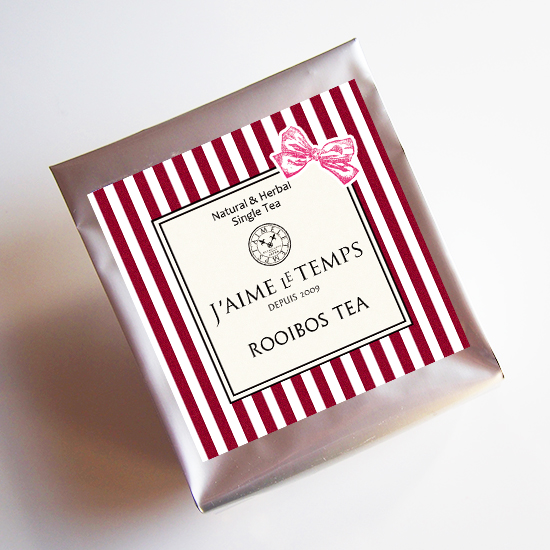 Natural & Herbal
Single Tea
J'AIME LE TEMPS
DEPUIS 2009
ROOIBOS TEA